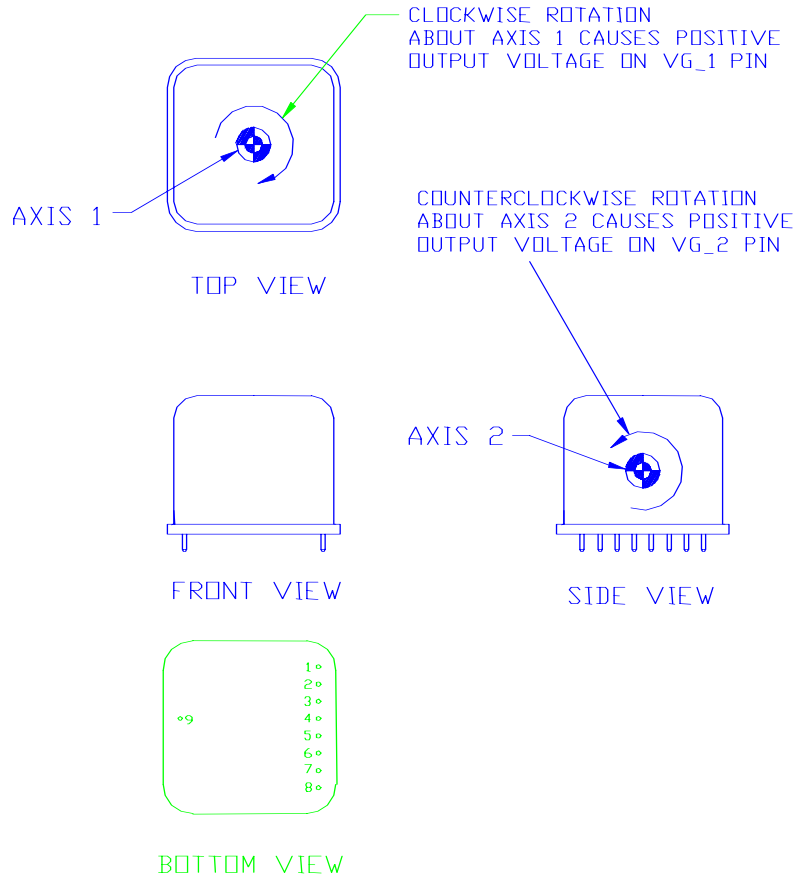 CLOCKWISE ROTATION
ABOUT AXIS 1 CAUSES POSITIVE
OUTPUT VOLTAGE ON VG_1 PIN
AXIS 1
TOP VIEW
COUNTERCLOCKWISE ROTATION
ABOUT AXIS 2 CAUSES POSITIVE
OUTPUT VOLTAGE ON VG_2 PIN
AXIS 2
FRONT VIEW
SIDE VIEW
1
2
3
4
5
6
7
8
9
BOTTOM VIEW